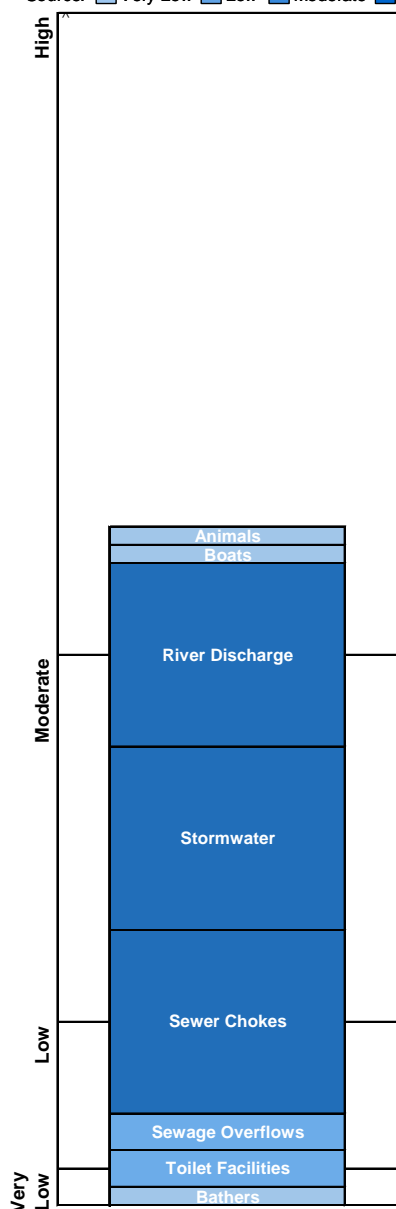 High
Animals
Boats
River Discharge
Moderate
Stormwater
Sewer Chokes
Low
Sewage Overflows
Toilet Facilities
Very
Low
Bathers